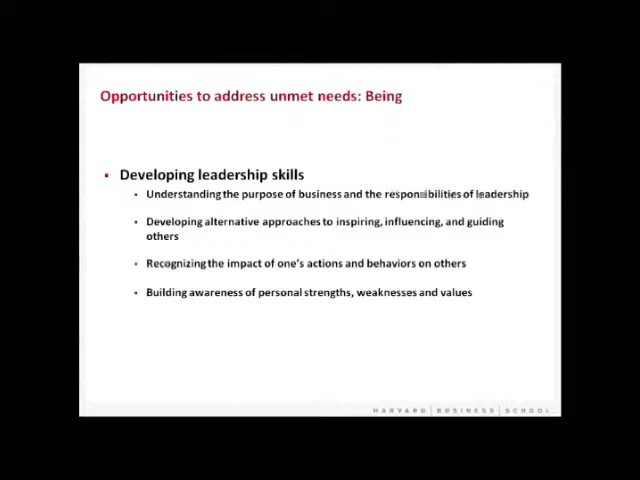 Opportunities to address unmet needs: Being
Developing leadership skills
Understanding the purpose of business and the responsibilities of leadership
Developing alternative approaches to inspiring, influencing, and guiding
others
Recognizing the impact of one's actions and behaviors on others
Building awareness of personal strengths, weaknesses and values
HARVARD | BUSINESS | SCHOOL